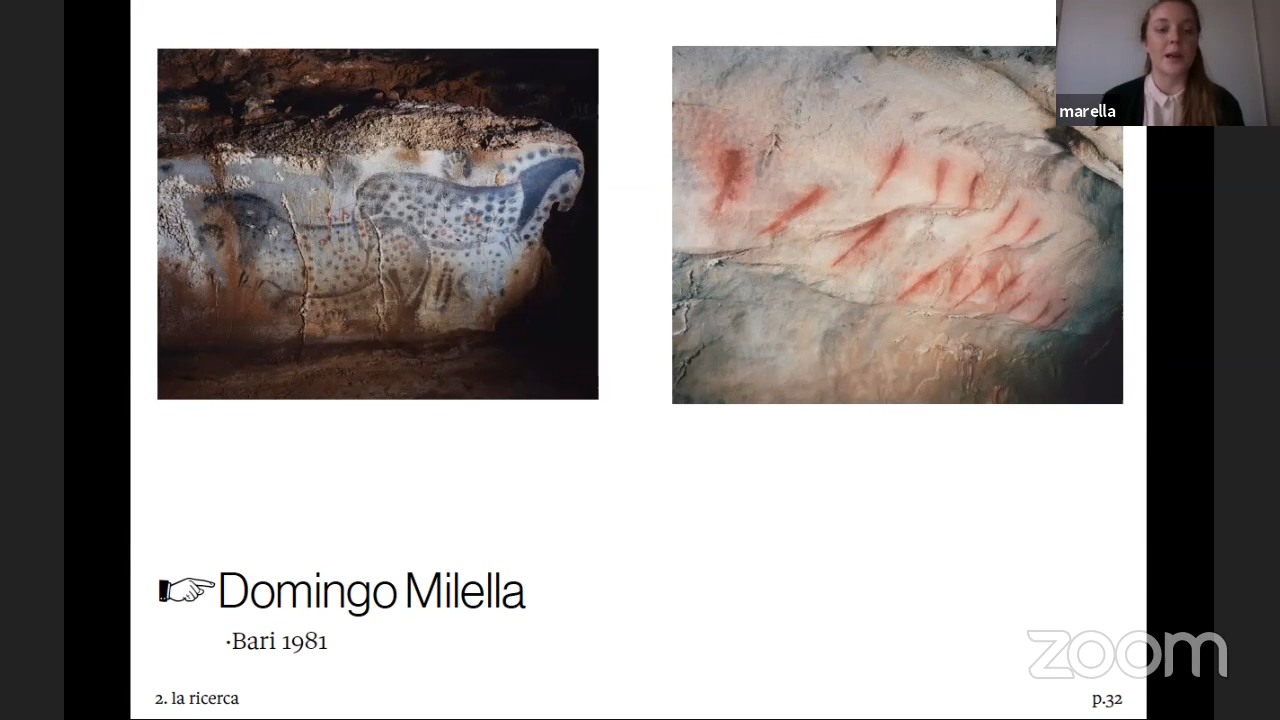 marella
☞Domingo Milella
·Bari 1981
zoom
2. la ricerca
p.32